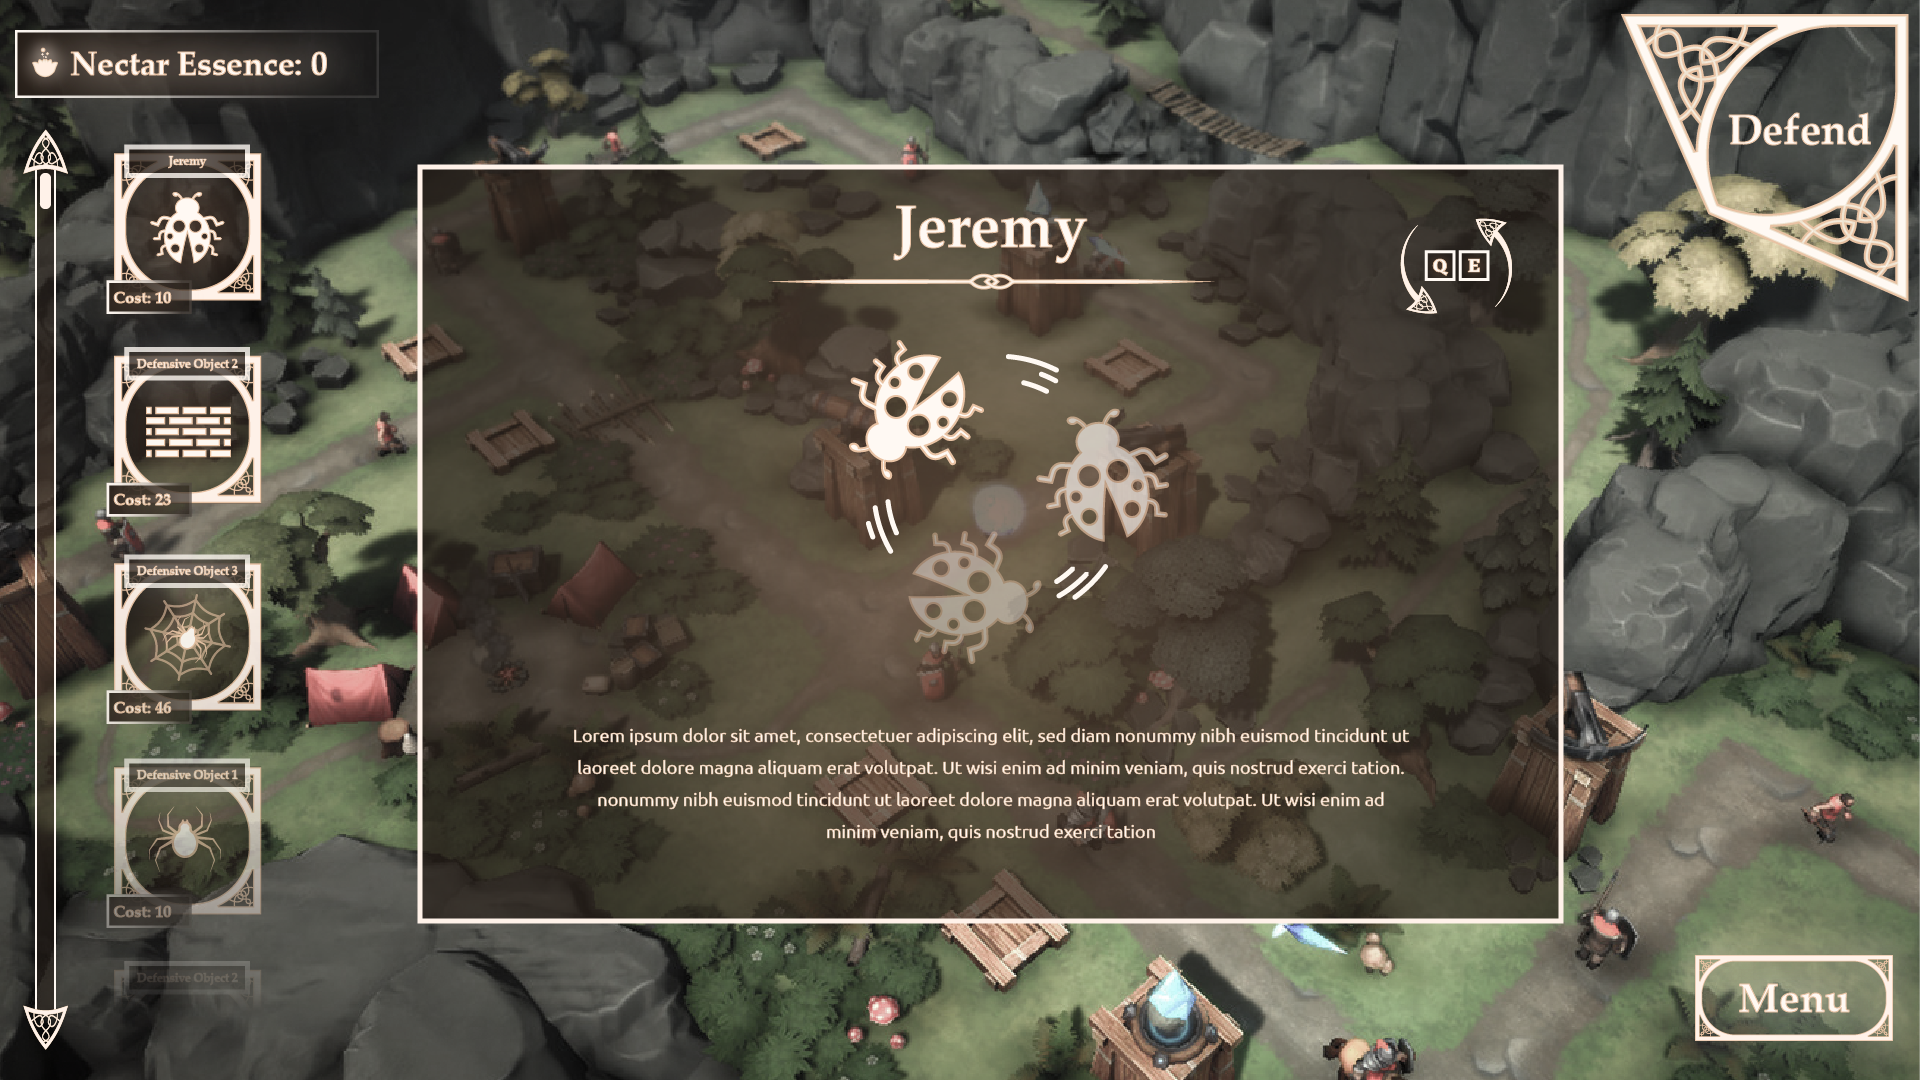 Nectar Essence: 0
Defend
Jeremy
Cost: 10
Defensive Object 2
Cost: 23
Defensive Object 3
Cost: 46
Defensive Object 1
Cost: 10
Defensive Object 2
Jeremy
Q E
Lorem ipsum dolor sit amet, consectetuer adipiscing elit, sed diam nonummy nibh euismod tincidunt ut
laoreet dolore magna aliquam erat volutpat. Ut wisi enim ad minim veniam, quis nostrud exerci tation.
nonummy nibh euismod tincidunt ut laoreet dolore magna aliquam erat volutpat. Ut wisi enim ad
minim veniam, quis nostrud exerci tation
Menu